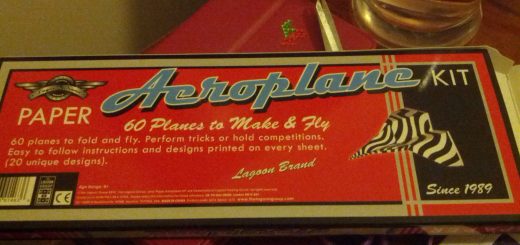 PAPER Aeroplane KIT
60 Planes to Make & Fly
60 planes to fold and fly. Perform tricks or hold competitions.
Easy to follow instructions and designs printed on every sheet.
(20 unique designs).
Lagoon Brand
Since 1989